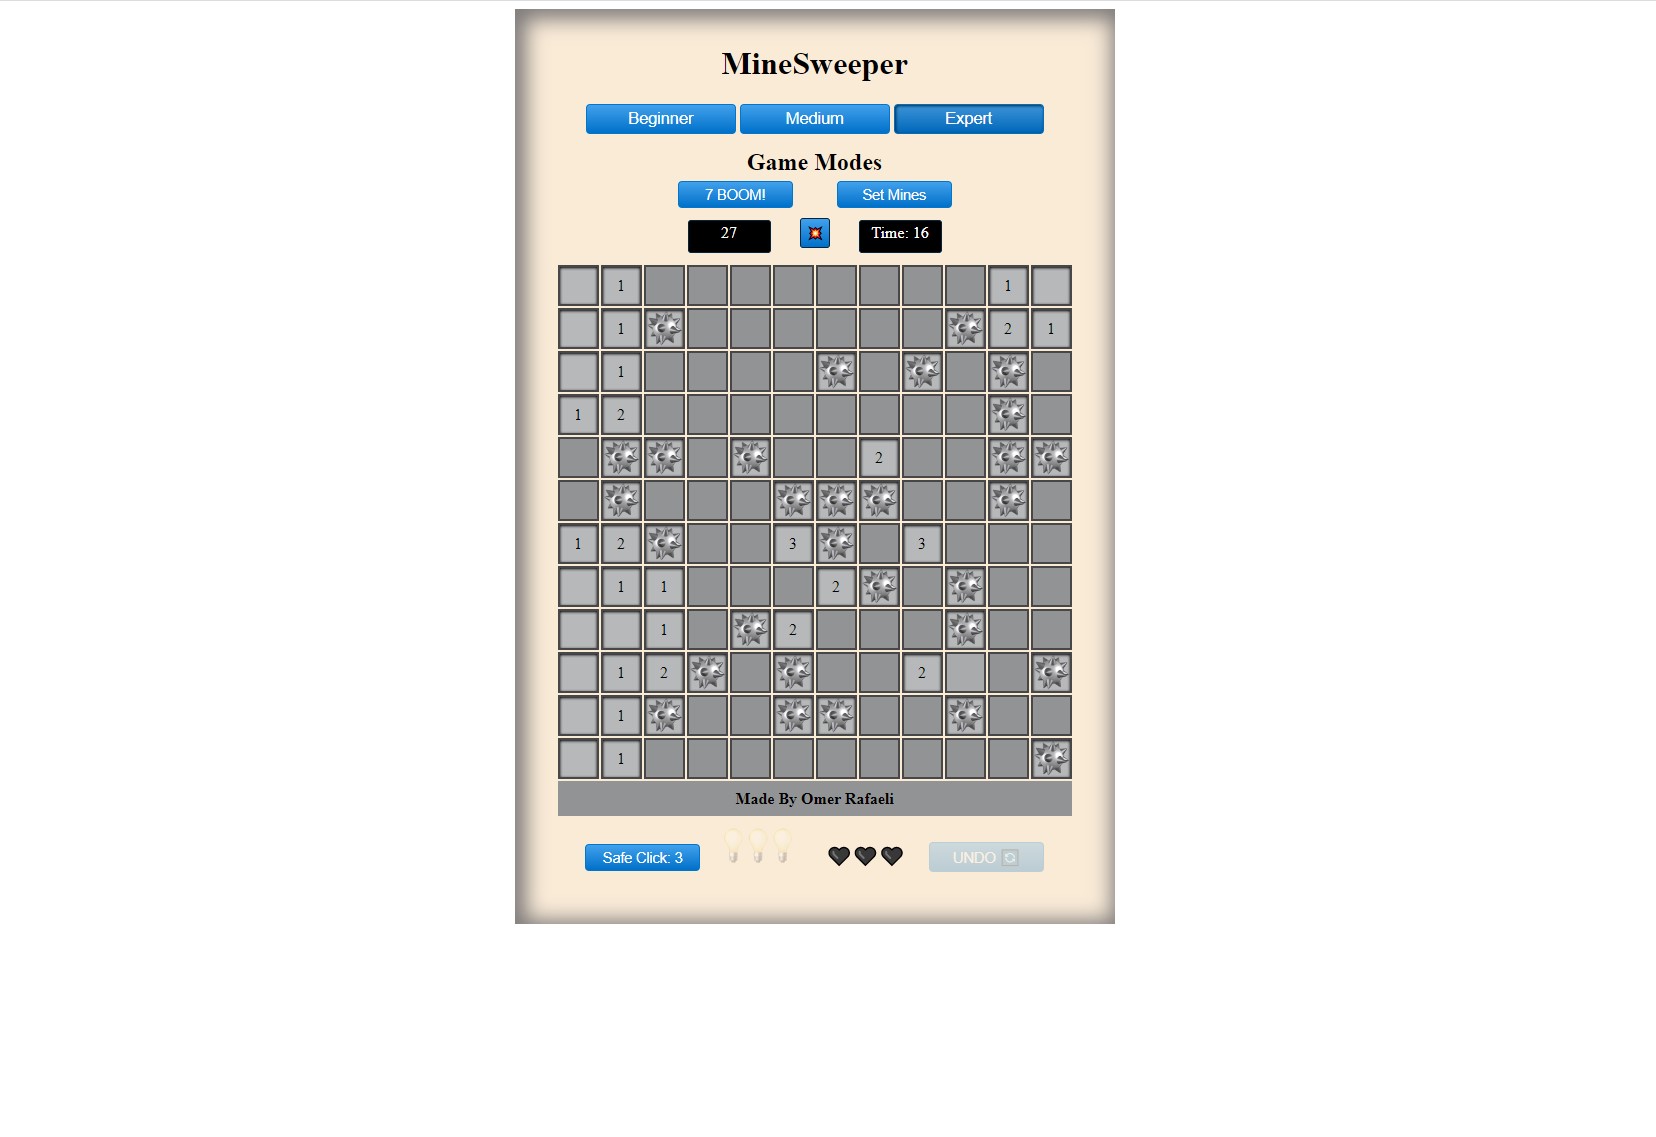 MineSweeper
Beginner Medium Expert
Game Modes
7 BOOM! Set Mines
27 Time: 16
1 1
1 2 1
1
1 2
2
1 2 3 3
1 1 2
1 2
1 2 2
1
1
Made By Omer Rafaeli
Safe Click: 3 UNDO